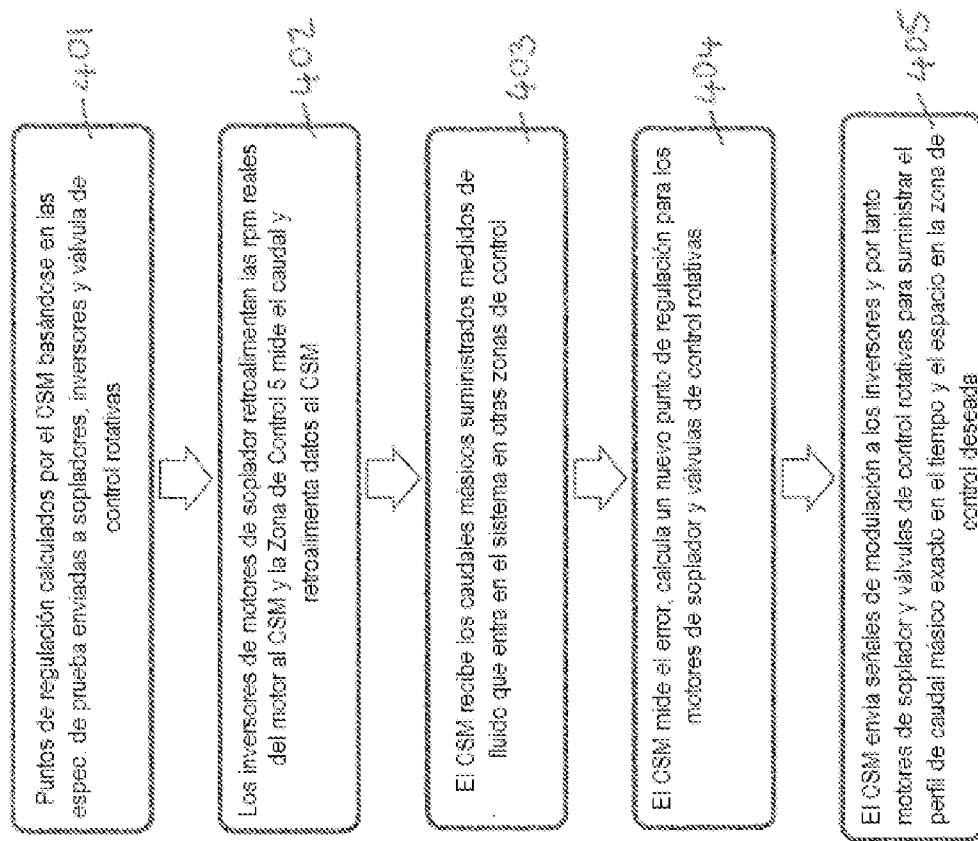 Puntos de regulación calculados por el CSM basándose en las
espec. de prueba enviadas a sopladores, inversores y válvula de
control rotativas
401
Los inversores de motores de soplador retroalimentan las rpm reales
del motor al CSM y la Zona de Control 5 mide el caudal y
retroalimenta datos al CSM
402
El CSM recibe los caudales másicos suministrados medidos de
fluido que entra en el sistema en otras zonas de control
403
El CSM mide el error, calcula un nuevo punto de regulación para los
motores de soplador y válvulas de control rotativas
404
El CSM envía señales de modulación a los inversores y por tanto
motores de soplador y válvulas de control rotativas para suministrar el
perfil de caudal másico exacto en el tiempo y el espacio en la zona de
control deseada
405